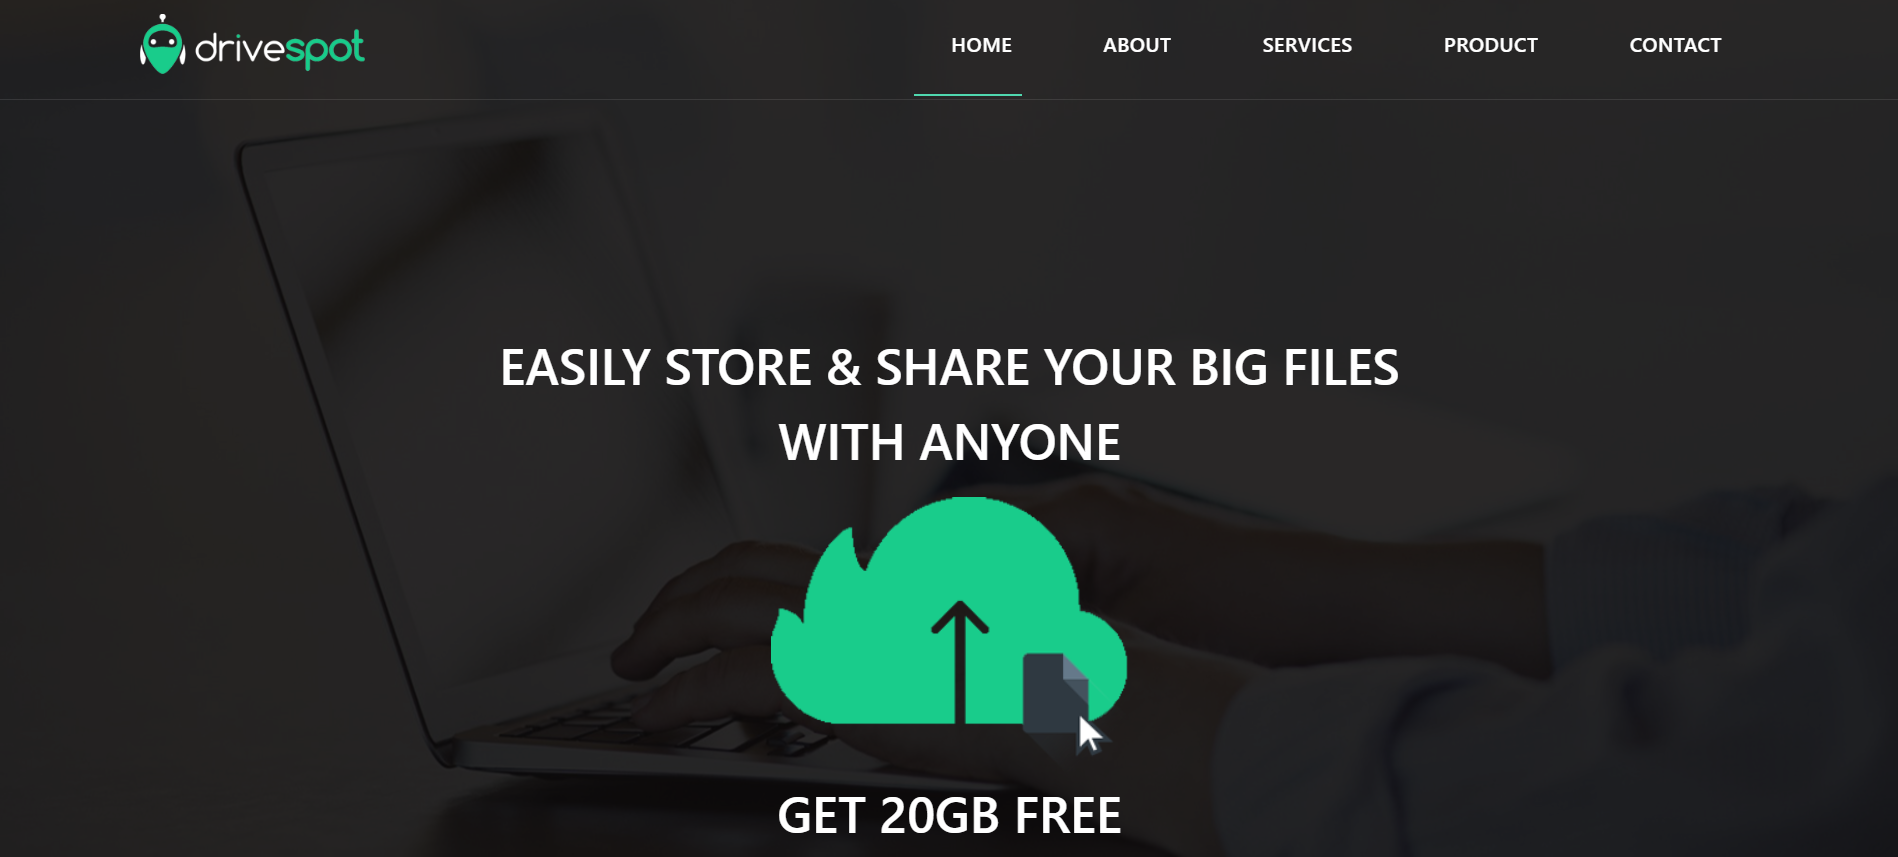 drivespot
HOME
ABOUT
SERVICES
PRODUCT
CONTACT
EASILY STORE & SHARE YOUR BIG FILES
WITH ANYONE
GET 20GB FREE